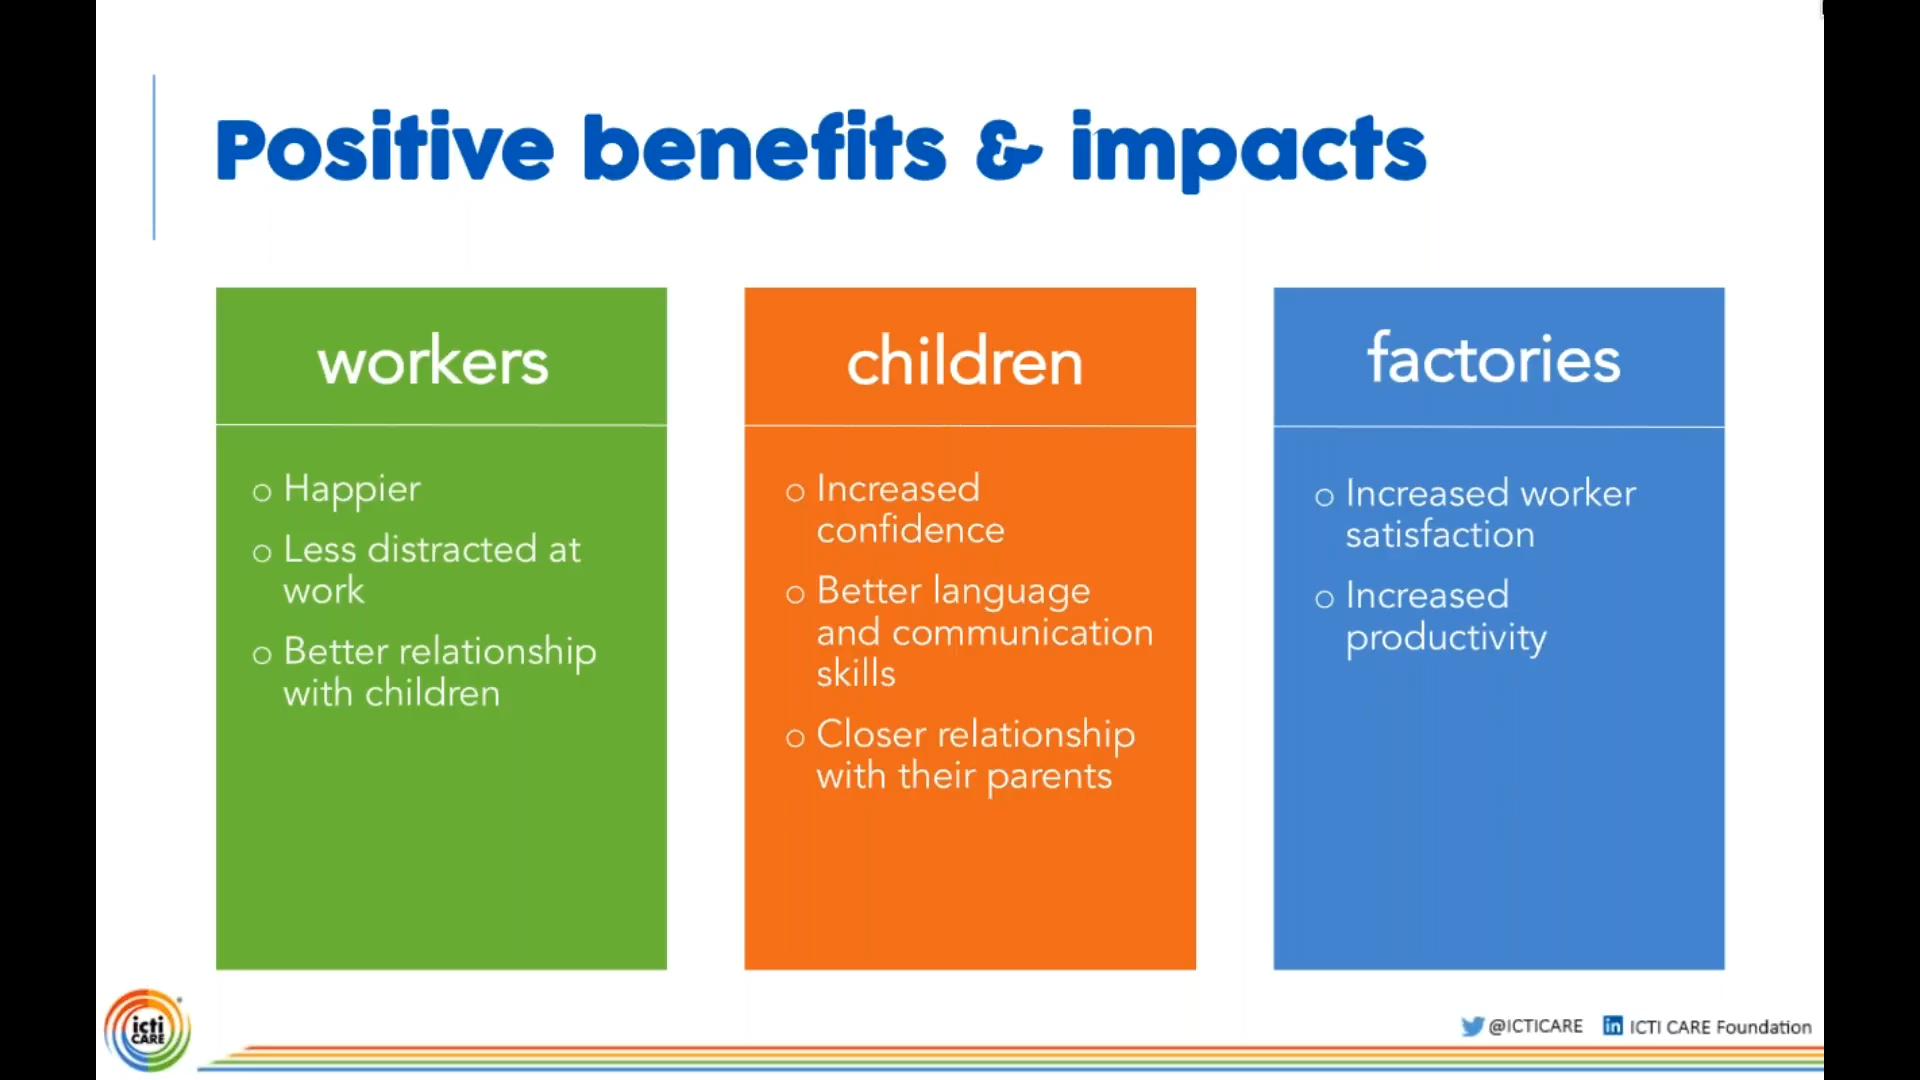 Positive benefits & impacts
workers
o Happier
o Less distracted at
work
o Better relationship
with children
children
o Increased
confidence
o Better language
and communication
skills
o Closer relationship
with their parents
factories
o Increased worker
satisfaction
o Increased
productivity
icti
CARE
@ICTICARE
in ICTI CARE Foundation